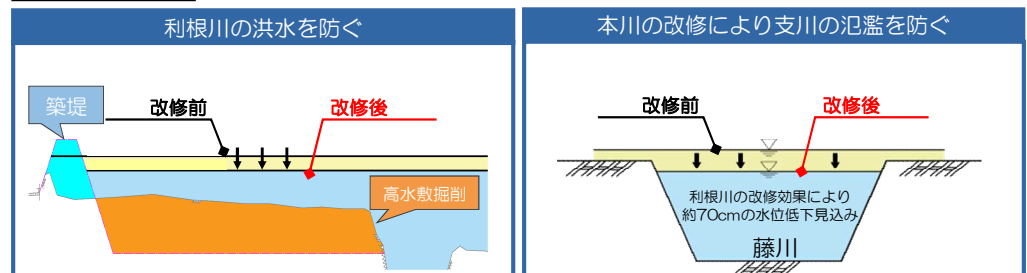 利根川の洪水を防ぐ
築堤
改修前
改修後
高水敷掘削
本川の改修により支川の氾濫を防ぐ
改修前
改修後
利根川の改修効果により
約70cmの水位低下見込み
藤川